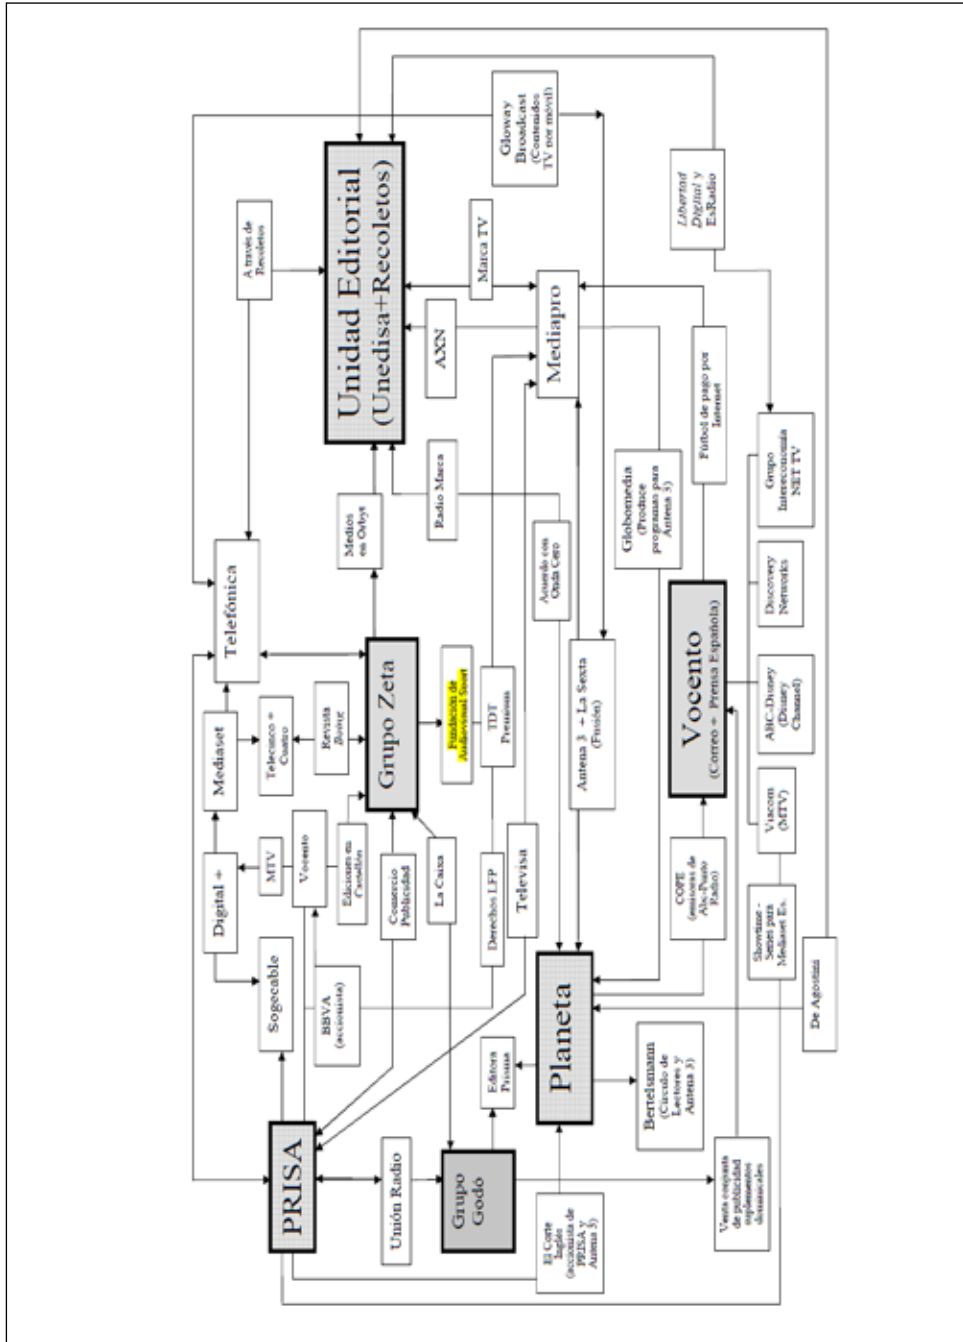 Digital +
Mediaset
Telefónica
A través de
Recoletos
Sogecable
MTV
Telecinco +
Cuatro
PRISA
BBVA
(accionista)
Vocento
Revista
Boing
Ediciones en
Castellón
Medios
en Orbyt
Unidad Editorial
(Unedisa+Recoletos)
Unión Radio
Comercio
Publicidad
Grupo Zeta
La Caixa
Radio Marca
AXN
Marca TV
Gloway
Broadcast
(Contenidos
TV por móvil)
Grupo
Godó
Editora
Prisma
Derechos LFP
Fundación de
Audiovisual Sport
TDT
Premium
Televisa
Acuerdo con
Onda Cero
Mediapro
El Corte
Inglés
(accionista de
PRISA y
Antena 3)
Planeta
Antena 3 + La Sexta
(Fusión)
Globomedia
(Produce
programas para
Antena 3)
Bertelsmann
(Círculo de
Lectores y
Antena 3)
COPE
(emisoras de
Abc-Punto
Radio)
Vocento
(Correo + Prensa Española)
Fútbol de pago por
Internet
Libertad
Digital y
EsRadio
Venta conjunta
de publicidad
suplementos
dominicales
Showtime -
Series para
Mediaset Es.
Viacom
(MTV)
ABC-Disney
(Disney
Channel)
Discovery
Networks
Grupo
Intereconomía
NET TV
De Agostini